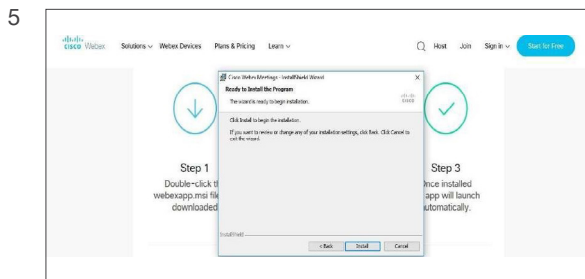 5
CISCO Webex
Solutions
Webex Devices
Plans & Pricing
Learn
Host
Join
Sign in
Start for Free
Cisco Webex Meetings - InstallShield Wizard
Ready to Install the Program
The wizard is ready to begin installation.
CISCO
Click Install to begin the installation.
If you want to review or change any of your installation settings, click Back. Click Cancel to
exit the wizard.
InstallShield
< Back
Install
Cancel
Step 1
Double-click t
webexapp.msi fil
downloaded
Step 3
Once installed
app will launch
utomatically.